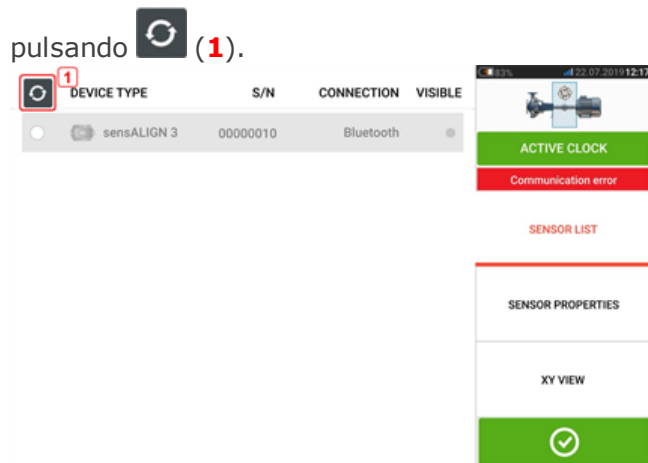 pulsando (1).
83% 22.07.2019 12:17
1
DEVICE TYPE S/N CONNECTION VISIBLE
sensALIGN 3 00000010 Bluetooth
ACTIVE CLOCK
Communication error
SENSOR LIST
SENSOR PROPERTIES
XY VIEW